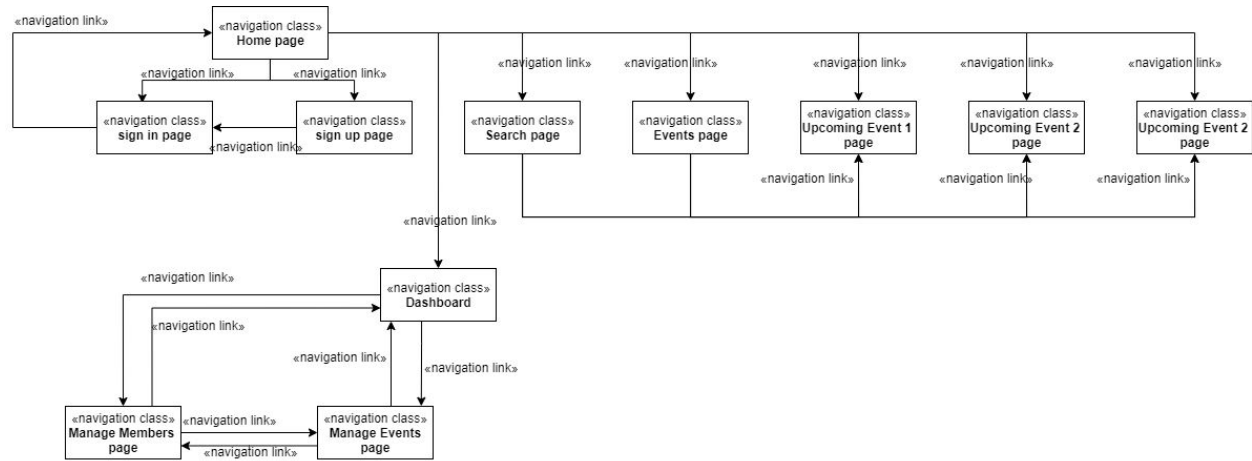 «navigation link»
«navigation class»
Home page
«navigation link»
«navigation link»
«navigation link»
«navigation link»
«navigation link»
«navigation link»
«navigation link»
«navigation class»
sign in page
«navigation class»
sign up page
«navigation class»
Search page
«navigation class»
Events page
«navigation class»
Upcoming Event 1
page
«navigation class»
Upcoming Event 2
page
«navigation class»
Upcoming Event 2
page
«navigation link»
«navigation link»
«navigation link»
«navigation link»
«navigation link»
«navigation link»
«navigation class»
Dashboard
«navigation link»
«navigation link»
«navigation link»
«navigation class»
Manage Members
page
«navigation link»
«navigation class»
Manage Events
page
«navigation link»